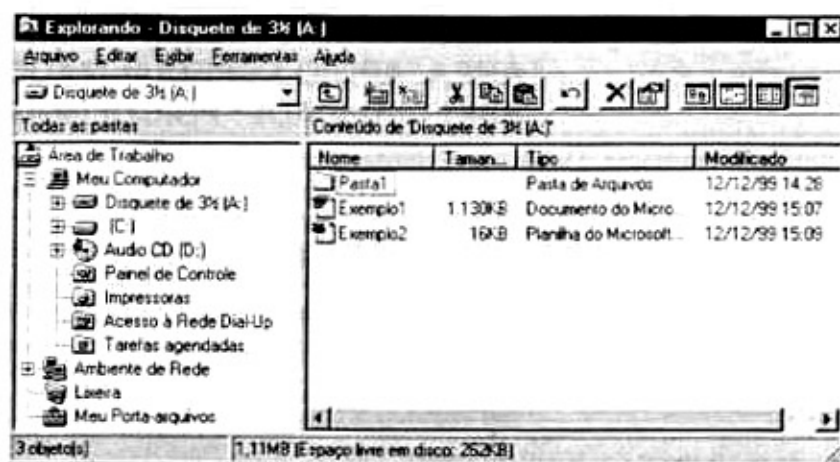 Explorando - Disquete de 3½ (A:)
Arquivo Editar Exibir Ferramentas Ajuda
Disquete de 3½ (A:)
Todas as pastas
Conteúdo de 'Disquete de 3½ (A:)'
Área de Trabalho
Meu Computador
Disquete de 3½ (A:)
(C:)
Audio CD (D:)
Painel de Controle
Impressoras
Acesso à Rede Dial-Up
Tarefas agendadas
Ambiente de Rede
Lixeira
Meu Porta-arquivos
Nome Taman... Tipo Modificado
Pasta1 Pasta de Arquivos 12/12/99 14:28
Exemplo1 1.130KB Documento do Micro... 12/12/99 15:07
Exemplo2 16KB Planilha do Microsoft... 12/12/99 15:09
3 objeto(s) 1,11MB (Espaço livre em disco: 262KB)